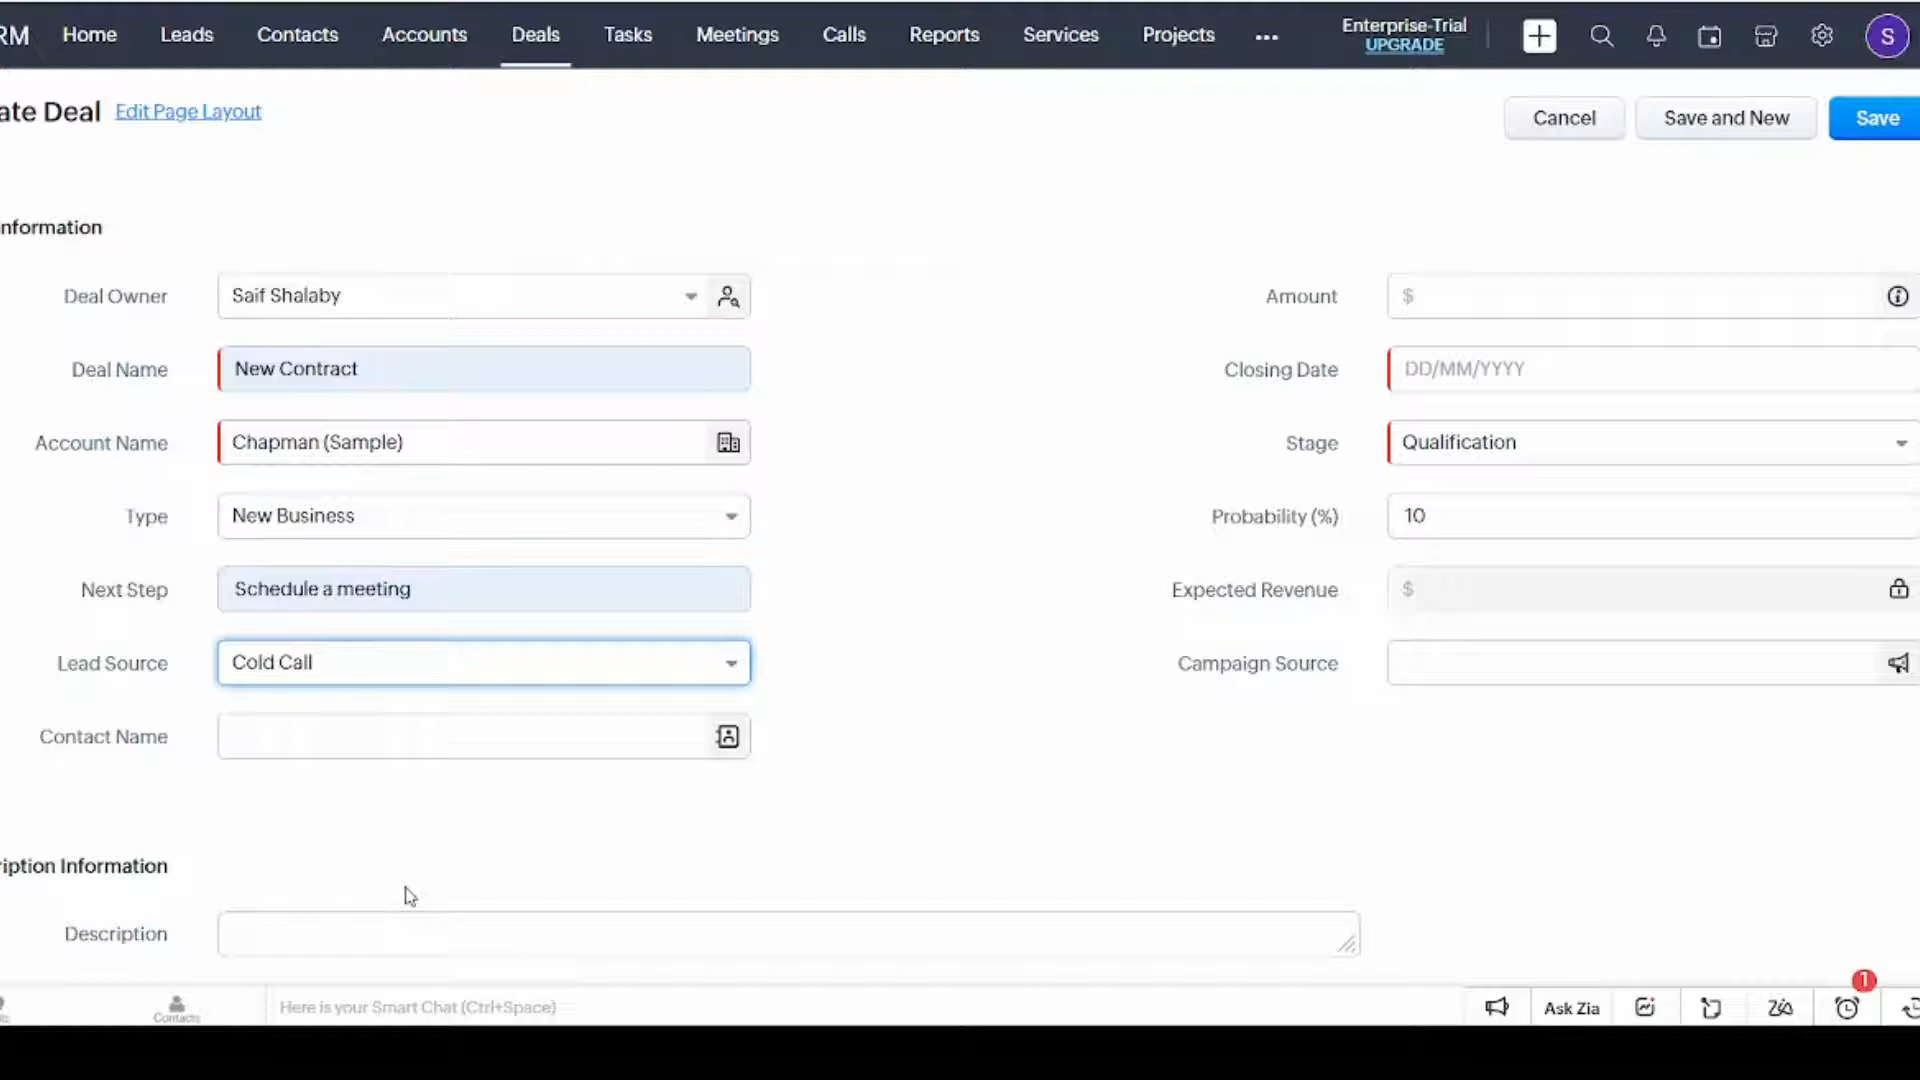 RM Home Leads Contacts Accounts Deals Tasks Meetings Calls Reports Services Projects ... Enterprise-Trial
UPGRADE
S
ate Deal Edit Page Layout
Cancel Save and New Save
nformation
Deal Owner Saif Shalaby Amount $
Deal Name New Contract Closing Date DD/MM/YYYY
Account Name Chapman (Sample) Stage Qualification
Type New Business Probability (%) 10
Next Step Schedule a meeting Expected Revenue $
Lead Source Cold Call Campaign Source
Contact Name
iption Information
Description
1
Contacts Here is your Smart Chat (Ctrl+Space) Ask Zia